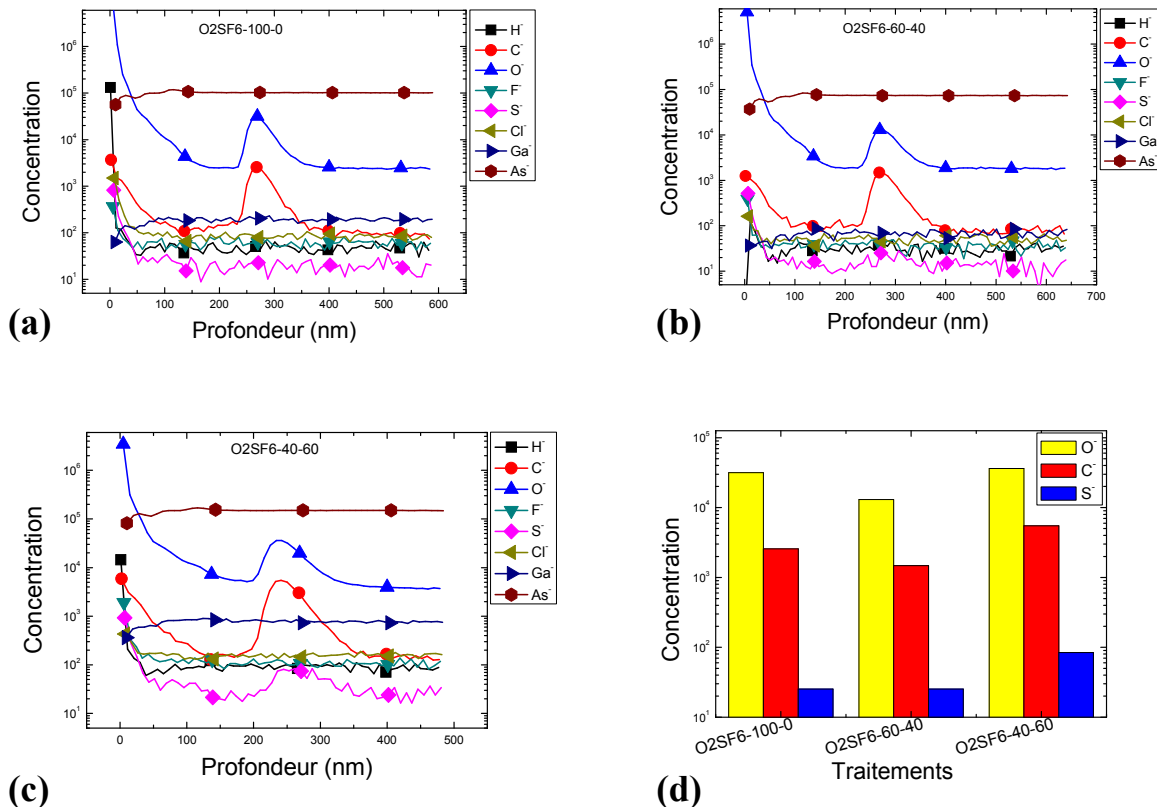 O2SF6-100-0
10⁶
10⁵
10⁴
10³
10²
10¹
Concentration
0 100 200 300 400 500 600
Profondeur (nm)
H⁻
C⁻
O⁻
F⁻
S⁻
Cl⁻
Ga⁻
As⁻
(a)
O2SF6-60-40
10⁶
10⁵
10⁴
10³
10²
10¹
Concentration
0 100 200 300 400 500 600 700
Profondeur (nm)
H⁻
C⁻
O⁻
F⁻
S⁻
Cl⁻
Ga⁻
As⁻
(b)
O2SF6-40-60
10⁶
10⁵
10⁴
10³
10²
10¹
Concentration
0 100 200 300 400 500
Profondeur (nm)
H⁻
C⁻
O⁻
F⁻
S⁻
Cl⁻
Ga⁻
As⁻
(c)
10⁵
10⁴
10³
10²
10¹
Concentration
O⁻
C⁻
S⁻
O2SF6-100-0
O2SF6-60-40
O2SF6-40-60
Traitements
(d)